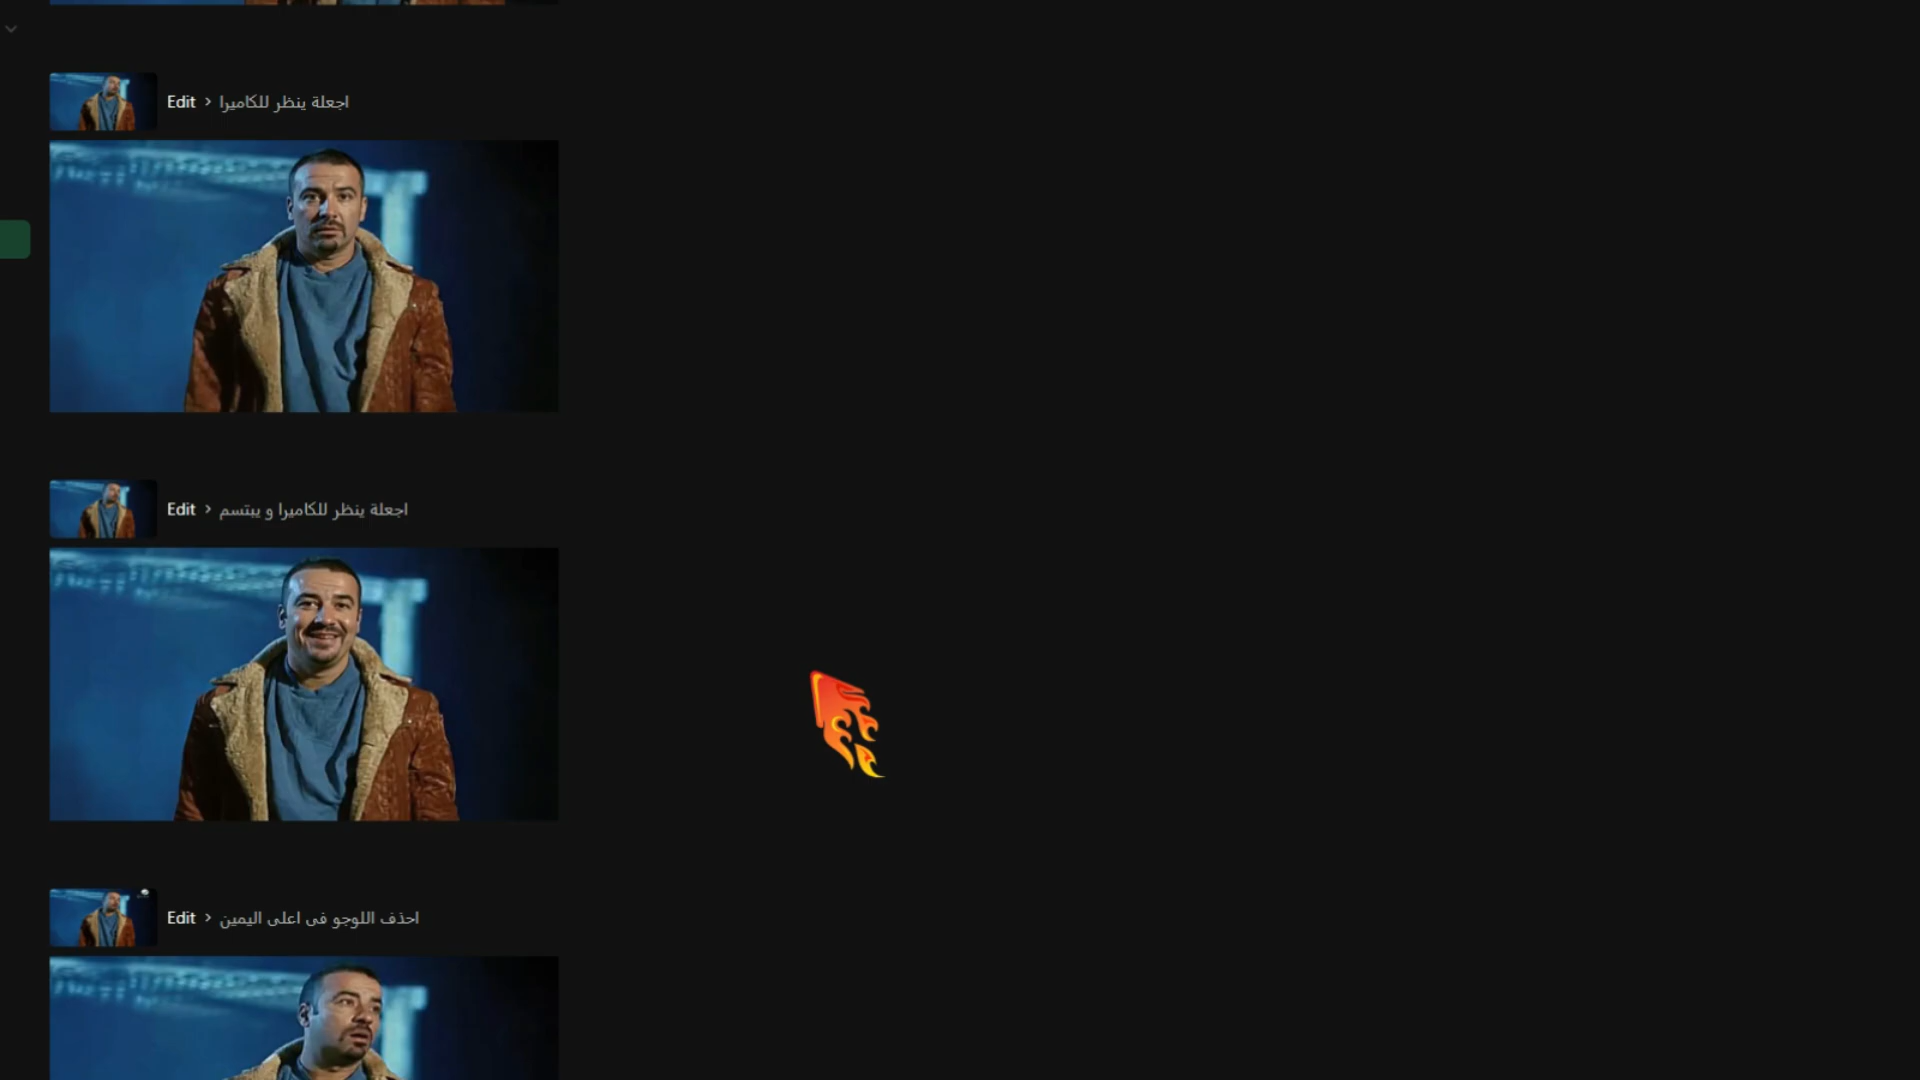 Edit > اجعلة ينظر للكاميرا
Edit > اجعلة ينظر للكاميرا و يبتسم
Edit > احذف اللوجو فى اعلى اليمين